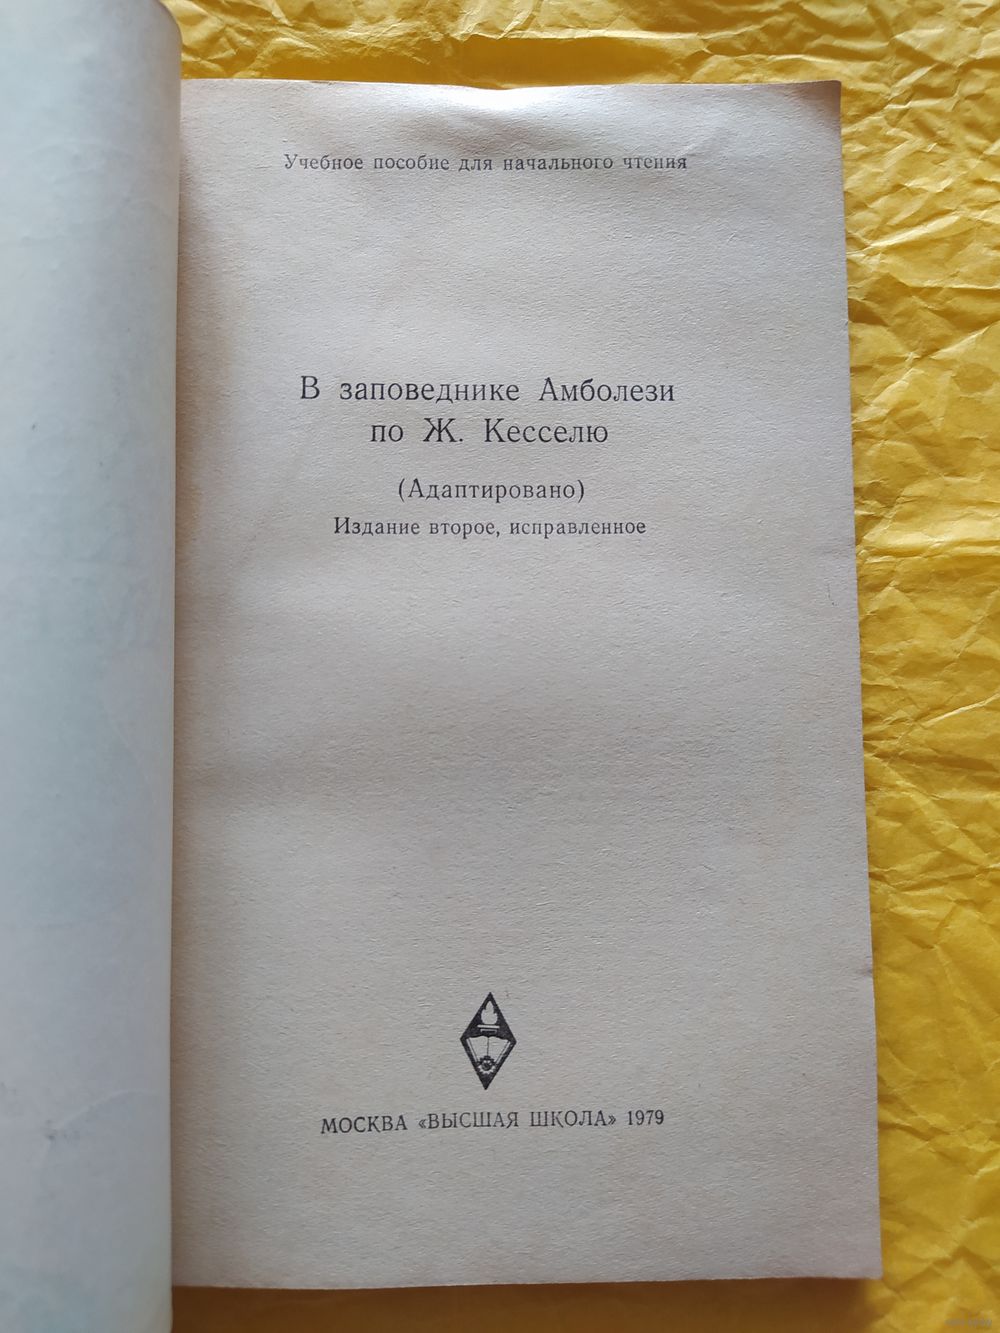 Учебное пособие для начального чтения
В заповеднике Амболези
по Ж. Кесселю
(Адаптировано)
Издание второе, исправленное
МОСКВА «ВЫСШАЯ ШКОЛА» 1979